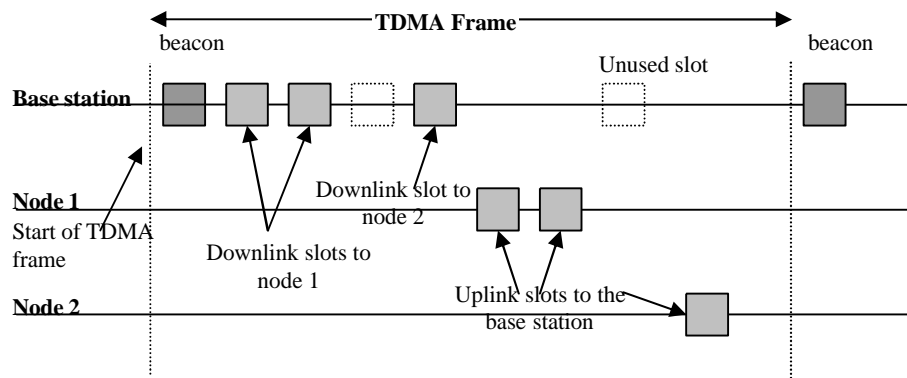 TDMA Frame
beacon
beacon
Unused slot
Base station
Downlink slot to
node 2
Node 1
Start of TDMA
frame
Downlink slots to
node 1
Uplink slots to the
base station
Node 2